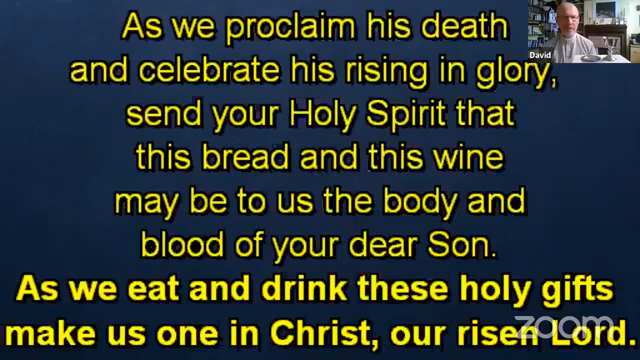 As we proclaim his death
and celebrate his rising in glory,
send your Holy Spirit that
this bread and this wine
may be to us the body and
blood of your dear Son.
As we eat and drink these holy gifts
make us one in Christ, our risen Lord.
David
zoom